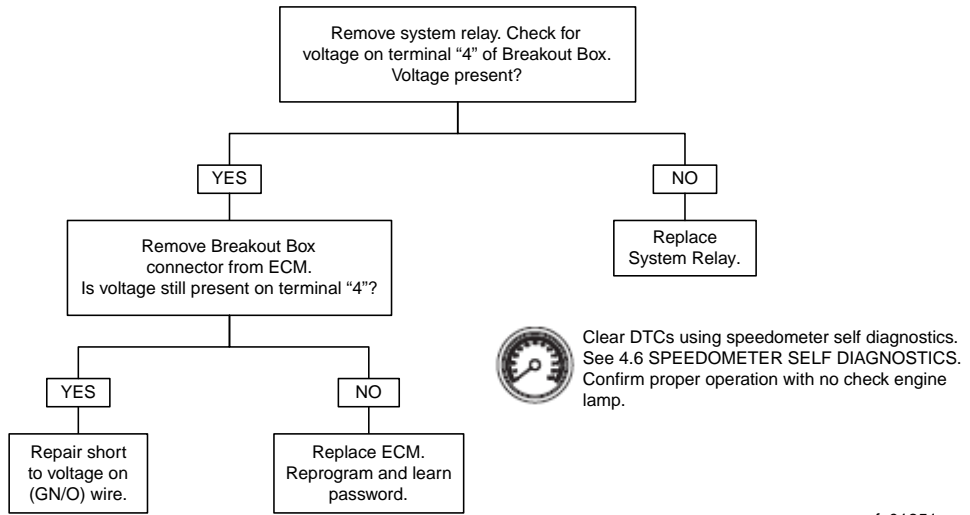 Remove system relay. Check for
voltage on terminal “4” of Breakout Box.
Voltage present?
YES
NO
Remove Breakout Box
connector from ECM.
Is voltage still present on terminal “4”?
Replace
System Relay.
Clear DTCs using speedometer self diagnostics.
See 4.6 SPEEDOMETER SELF DIAGNOSTICS.
Confirm proper operation with no check engine
lamp.
YES
NO
Repair short
to voltage on
(GN/O) wire.
Replace ECM.
Reprogram and learn
password.